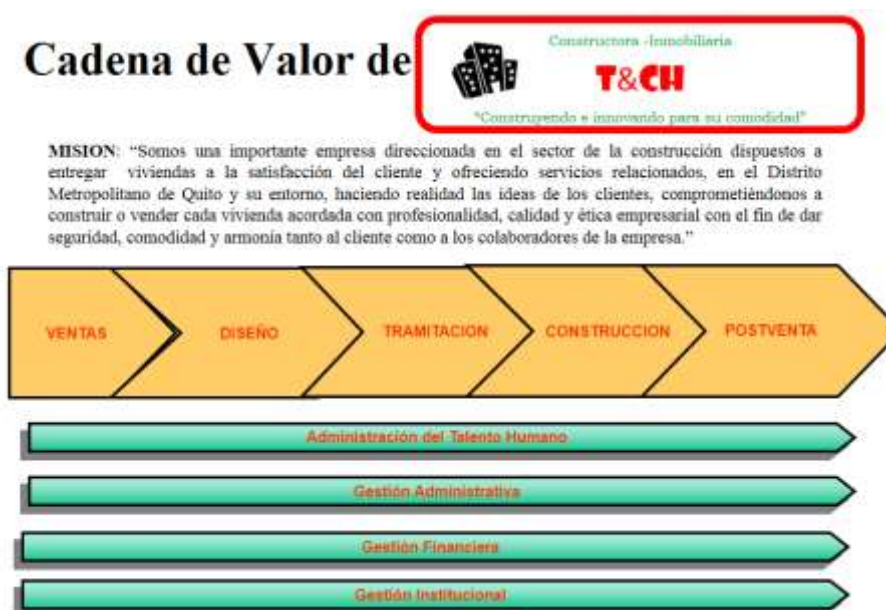 Cadena de Valor de
Constructora -Inmobiliaria
T&CH
"Construyendo e innovando para su comodidad"
MISION: “Somos una importante empresa direccionada en el sector de la construcción dispuestos a
entregar viviendas a la satisfacción del cliente y ofreciendo servicios relacionados, en el Distrito
Metropolitano de Quito y su entorno, haciendo realidad las ideas de los clientes, comprometiéndonos a
construir o vender cada vivienda acordada con profesionalidad, calidad y ética empresarial con el fin de dar
seguridad, comodidad y armonía tanto al cliente como a los colaboradores de la empresa.”
VENTAS
DISEÑO
TRAMITACION
CONSTRUCCION
POSTVENTA
Administración del Talento Humano
Gestión Administrativa
Gestión Financiera
Gestión Institucional